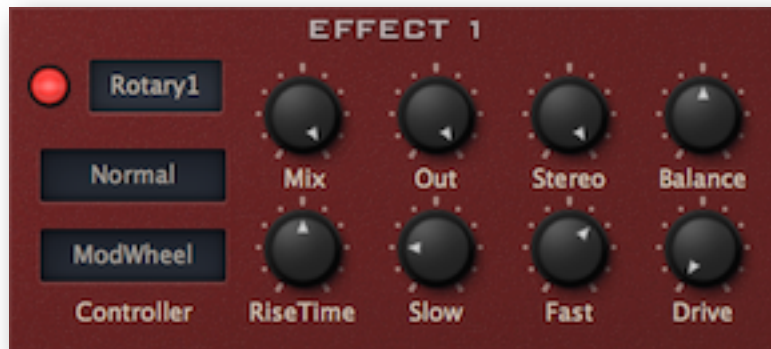 EFFECT 1
Rotary1
Normal
Mix Out Stereo Balance
ModWheel
Controller RiseTime Slow Fast Drive